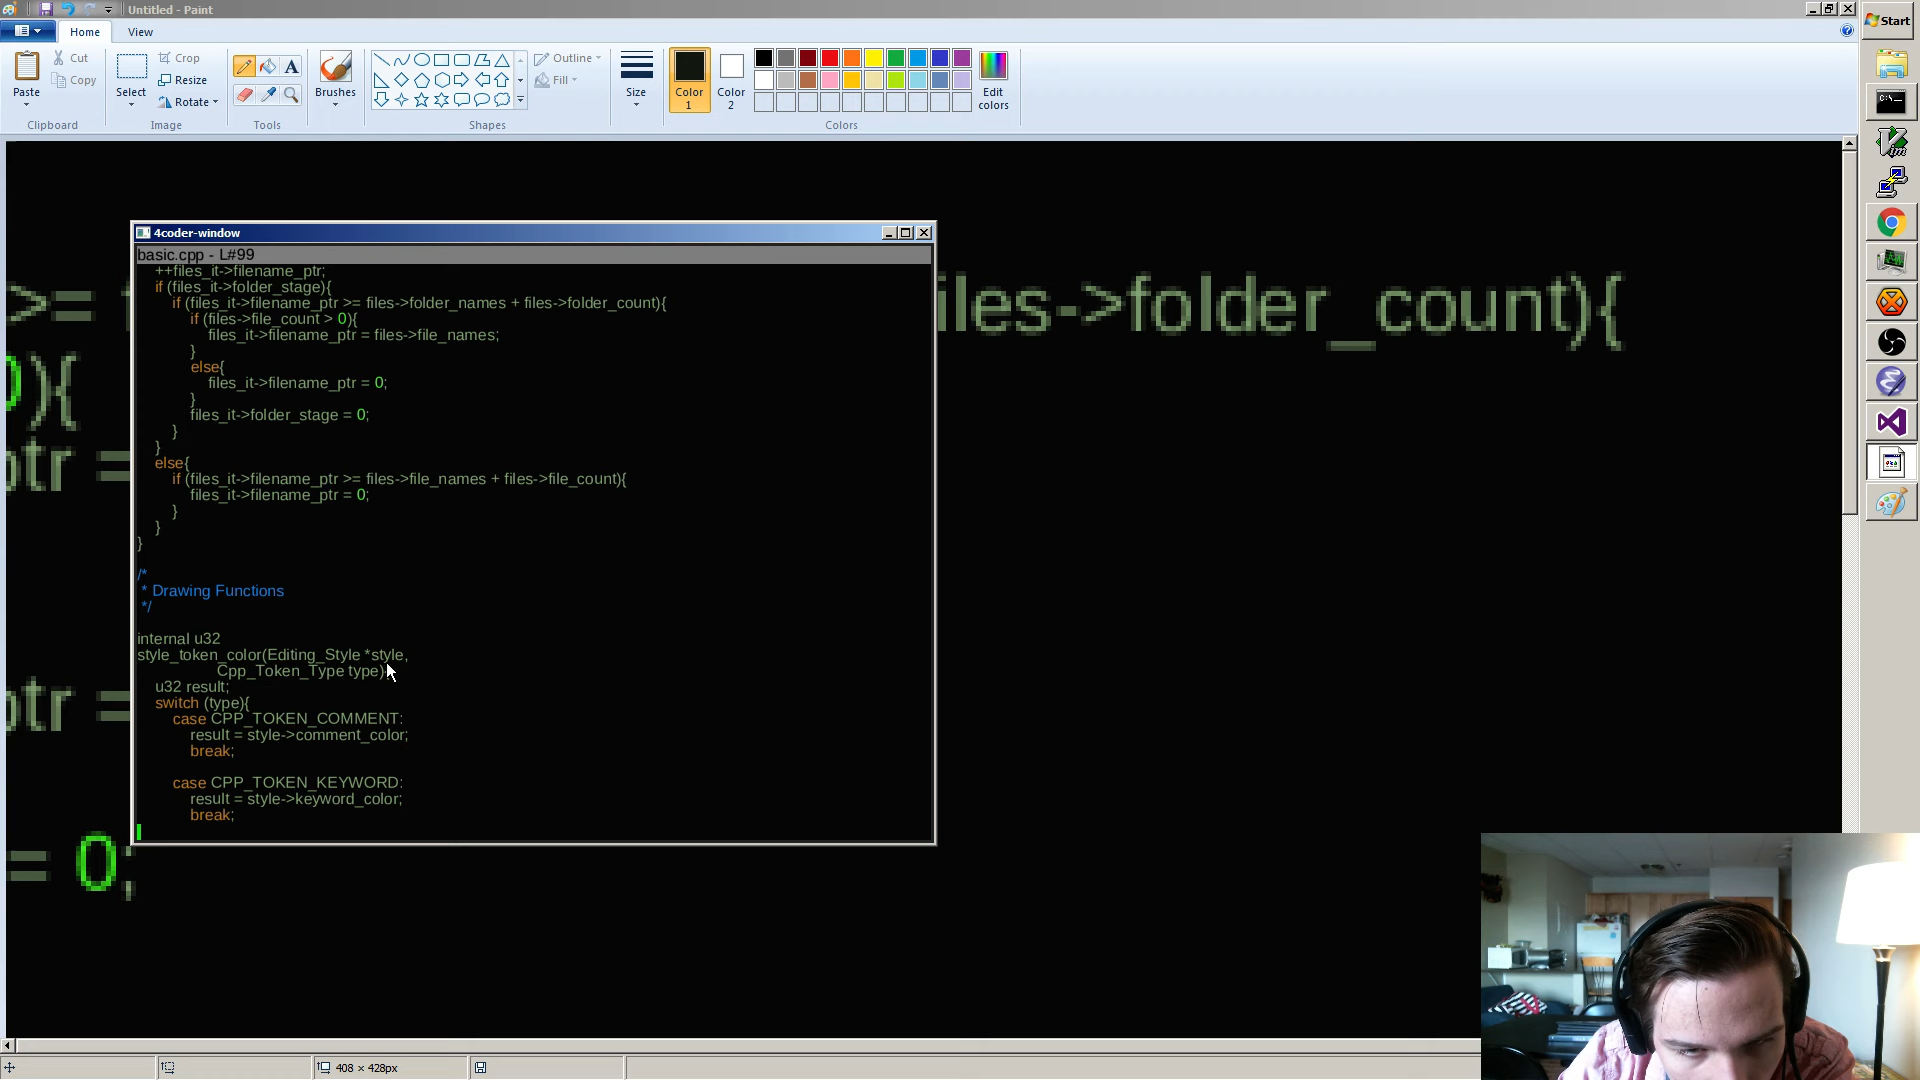 Untitled - Paint
Start
Home
View
Paste
Cut
Copy
Clipboard
Select
Crop
Resize
Rotate
Image
A
Tools
Brushes
Outline
Fill
Shapes
Size
Color 1
Color 2
Edit colors
Colors
4coder-window
basic.cpp - L#99
++files_it->filename_ptr;
if (files_it->folder_stage){
if (files_it->filename_ptr >= files->folder_names + files->folder_count){
if (files->file_count > 0){
files_it->filename_ptr = files->file_names;
}
else{
files_it->filename_ptr = 0;
}
files_it->folder_stage = 0;
}
}
else{
if (files_it->filename_ptr >= files->file_names + files->file_count){
files_it->filename_ptr = 0;
}
}
}
/*
* Drawing Functions
*/
internal u32
style_token_color(Editing_Style *style,
Cpp_Token_Type type){
u32 result;
switch (type){
case CPP_TOKEN_COMMENT:
result = style->comment_color;
break;
case CPP_TOKEN_KEYWORD:
result = style->keyword_color;
break;
>=
iles->folder_count){
){
ptr =
ptr =
= 0;
C:\_
Vim
408 × 428px